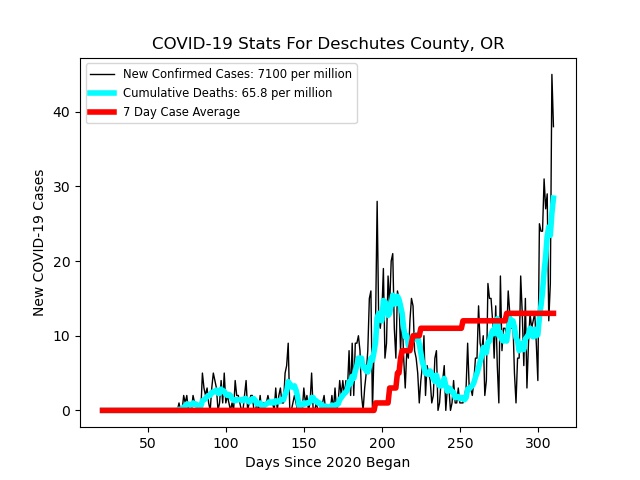 COVID-19 Stats For Deschutes County, OR
New Confirmed Cases: 7100 per million
Cumulative Deaths: 65.8 per million
7 Day Case Average
New COVID-19 Cases
40
30
20
10
0
50 100 150 200 250 300
Days Since 2020 Began